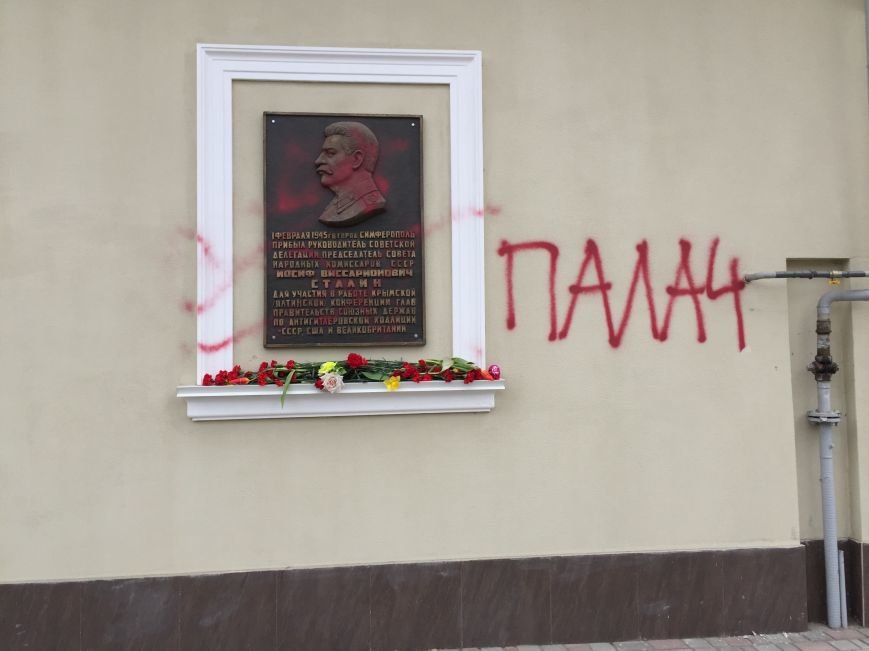 1 ФЕВРАЛЯ 1945 г В ГОРОД СИМФЕРОПОЛЬ
ПРИБЫЛ РУКОВОДИТЕЛЬ СОВЕТСКОЙ
ДЕЛЕГАЦИИ ПРЕДСЕДАТЕЛЬ СОВЕТА
НАРОДНЫХ КОМИССАРОВ СССР
ИОСИФ ВИССАРИОНОВИЧ
СТАЛИН
ДЛЯ УЧАСТИЯ В РАБОТЕ КРЫМСКОЙ
/ЯЛТИНСКОЙ/ КОНФЕРЕНЦИИ ГЛАВ
ПРАВИТЕЛЬСТВ СОЮЗНЫХ ДЕРЖАВ
ПО АНТИГИТЛЕРОВСКОЙ КОАЛИЦИИ
-СССР США И ВЕЛИКОБРИТАНИИ
ПАЛАЧ